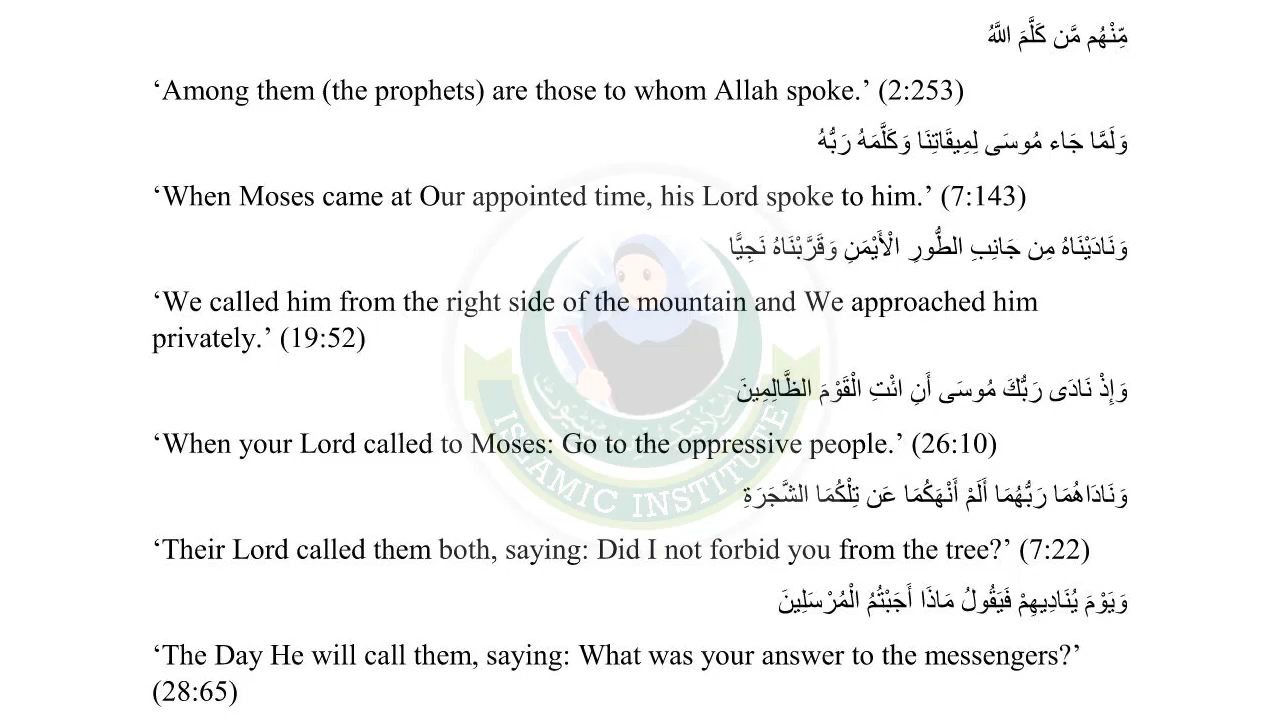 مِّنْهُم مَّن كَلَّمَ اللَّهُ
‘Among them (the prophets) are those to whom Allah spoke.’ (2:253)
وَلَمَّا جَاء مُوسَى لِمِيقَاتِنَا وَكَلَّمَهُ رَبُّهُ
‘When Moses came at Our appointed time, his Lord spoke to him.’ (7:143)
وَنَادَيْنَاهُ مِن جَانِبِ الطُّورِ الْأَيْمَنِ وَقَرَّبْنَاهُ نَجِيًّا
‘We called him from the right side of the mountain and We approached him
privately.’ (19:52)
وَإِذْ نَادَى رَبُّكَ مُوسَى أَنِ ائْتِ الْقَوْمَ الظَّالِمِينَ
‘When your Lord called to Moses: Go to the oppressive people.’ (26:10)
وَنَادَاهُمَا رَبُّهُمَا أَلَمْ أَنْهَكُمَا عَن تِلْكُمَا الشَّجَرَةِ
‘Their Lord called them both, saying: Did I not forbid you from the tree?’ (7:22)
وَيَوْمَ يُنَادِيهِمْ فَيَقُولُ مَاذَا أَجَبْتُمُ الْمُرْسَلِينَ
‘The Day He will call them, saying: What was your answer to the messengers?’
(28:65)
ISLAMIC INSTITUTE